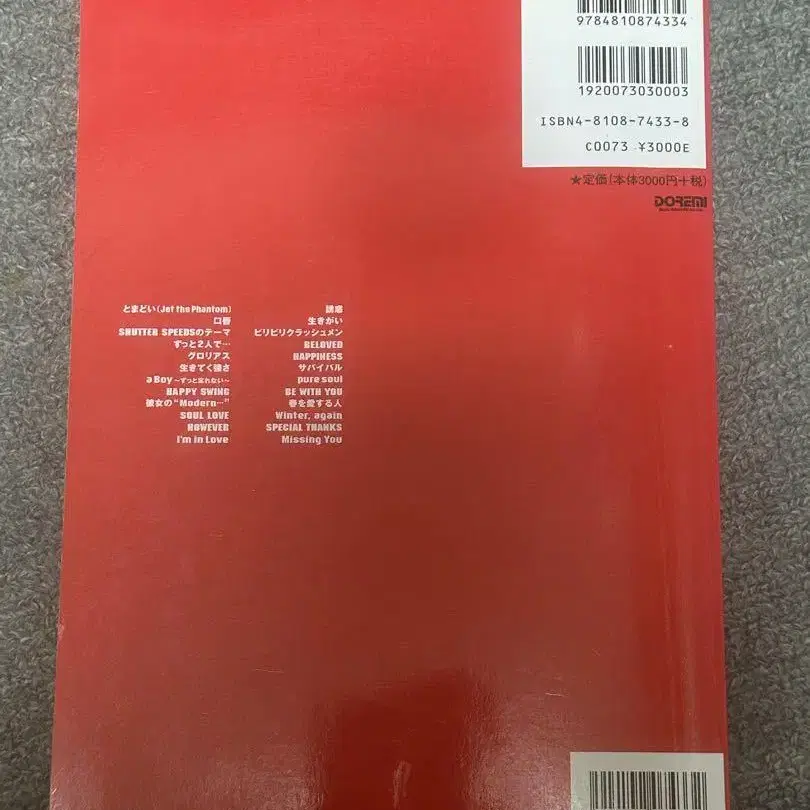 9784810874334
1920073030003
ISBN4-8108-7433-8
C0073 ¥3000E
★定価(本体3000円+税)
DOREMI
とまどい(Jet the Phantom)
口唇
SHUTTER SPEEDSのテーマ
ずっと2人で…
グロリアス
生きてく強さ
a Boy～ずっと忘れない～
HAPPY SWING
彼女の“Modern…”
SOUL LOVE
HOWEVER
I'm in Love
誘惑
生きがい
ビリビリクラッシュメン
BELOVED
HAPPINESS
サバイバル
pure soul
BE WITH YOU
春を愛する人
Winter, again
SPECIAL THANKS
Missing You